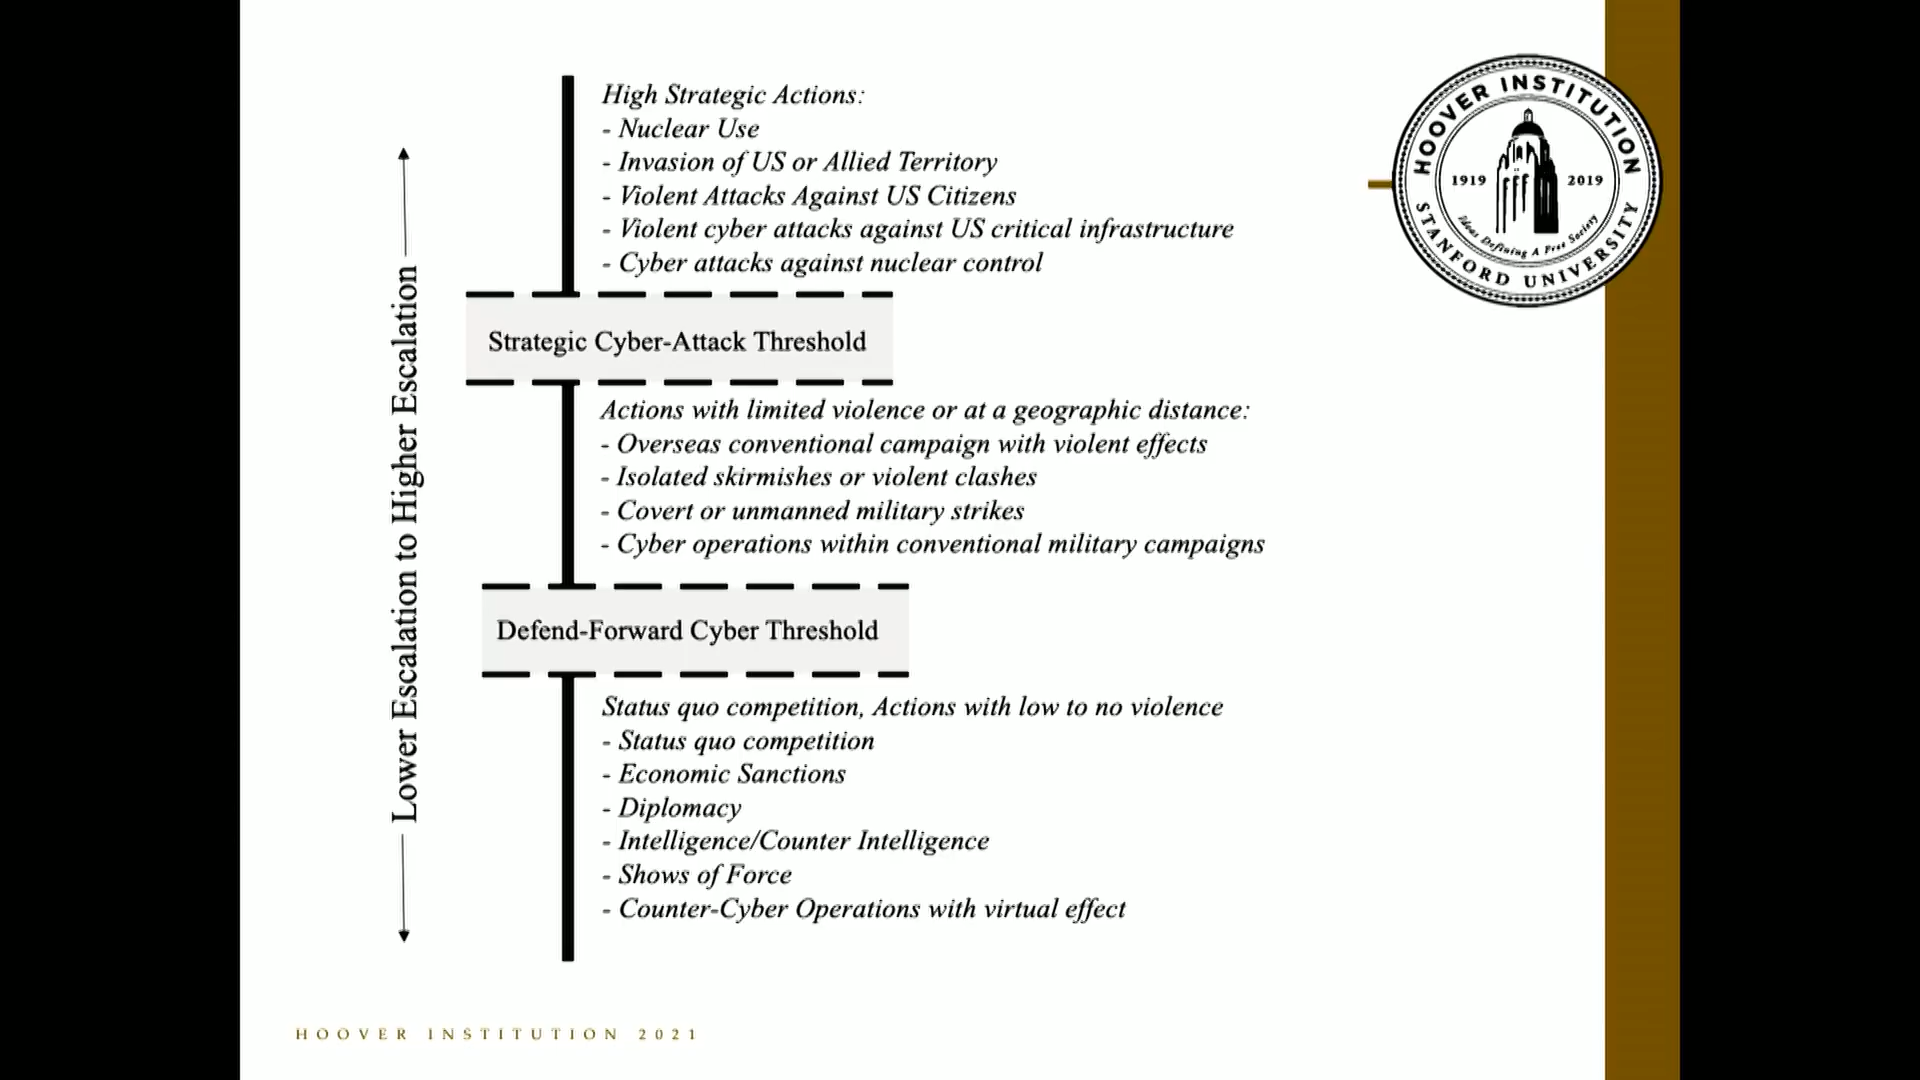 High Strategic Actions:
- Nuclear Use
- Invasion of US or Allied Territory
- Violent Attacks Against US Citizens
- Violent cyber attacks against US critical infrastructure
- Cyber attacks against nuclear control
Strategic Cyber-Attack Threshold
Actions with limited violence or at a geographic distance:
- Overseas conventional campaign with violent effects
- Isolated skirmishes or violent clashes
- Covert or unmanned military strikes
- Cyber operations within conventional military campaigns
Defend-Forward Cyber Threshold
Status quo competition, Actions with low to no violence
- Status quo competition
- Economic Sanctions
- Diplomacy
- Intelligence/Counter Intelligence
- Shows of Force
- Counter-Cyber Operations with virtual effect
Lower Escalation to Higher Escalation
HOOVER INSTITUTION
1919 2019
Ideas Defining A Free Society
STANFORD UNIVERSITY
HOOVER INSTITUTION 2021